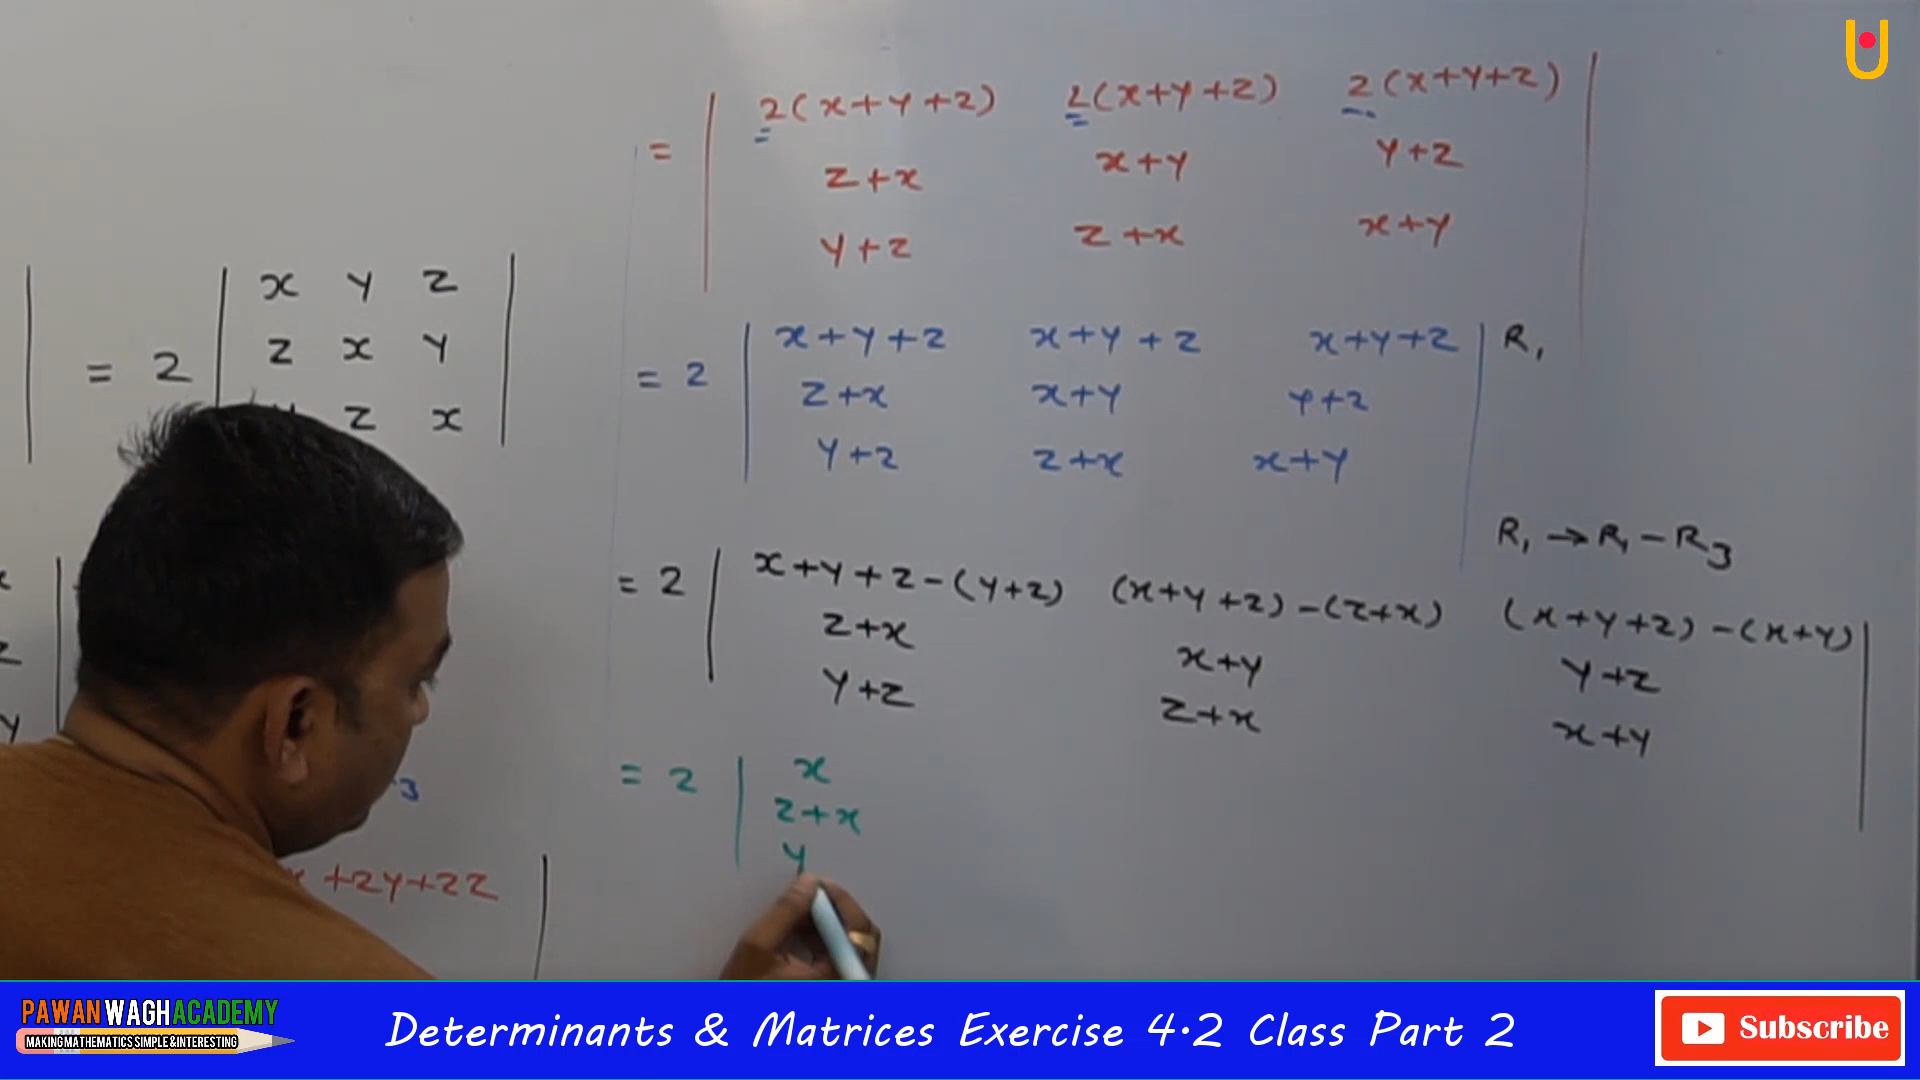 = | 2(x+y+z) 2(x+y+z) 2(x+y+z) |
z+x x+y y+z
y+z z+x x+y
= 2 | x y z |
z x y
z x
= 2 | x+y+z x+y+z x+y+z | R1
z+x x+y y+z
y+z z+x x+y
R1 → R1 - R3
= 2 | x+y+z-(y+z) (x+y+z)-(z+x) (x+y+z)-(x+y) |
z+x x+y y+z
y+z z+x x+y
= 2 | x
z+x
y
3
+2y+2z |
y
PAWAN WAGH ACADEMY
MAKING MATHEMATICS SIMPLE & INTERESTING
Determinants & Matrices Exercise 4.2 Class Part 2
Subscribe